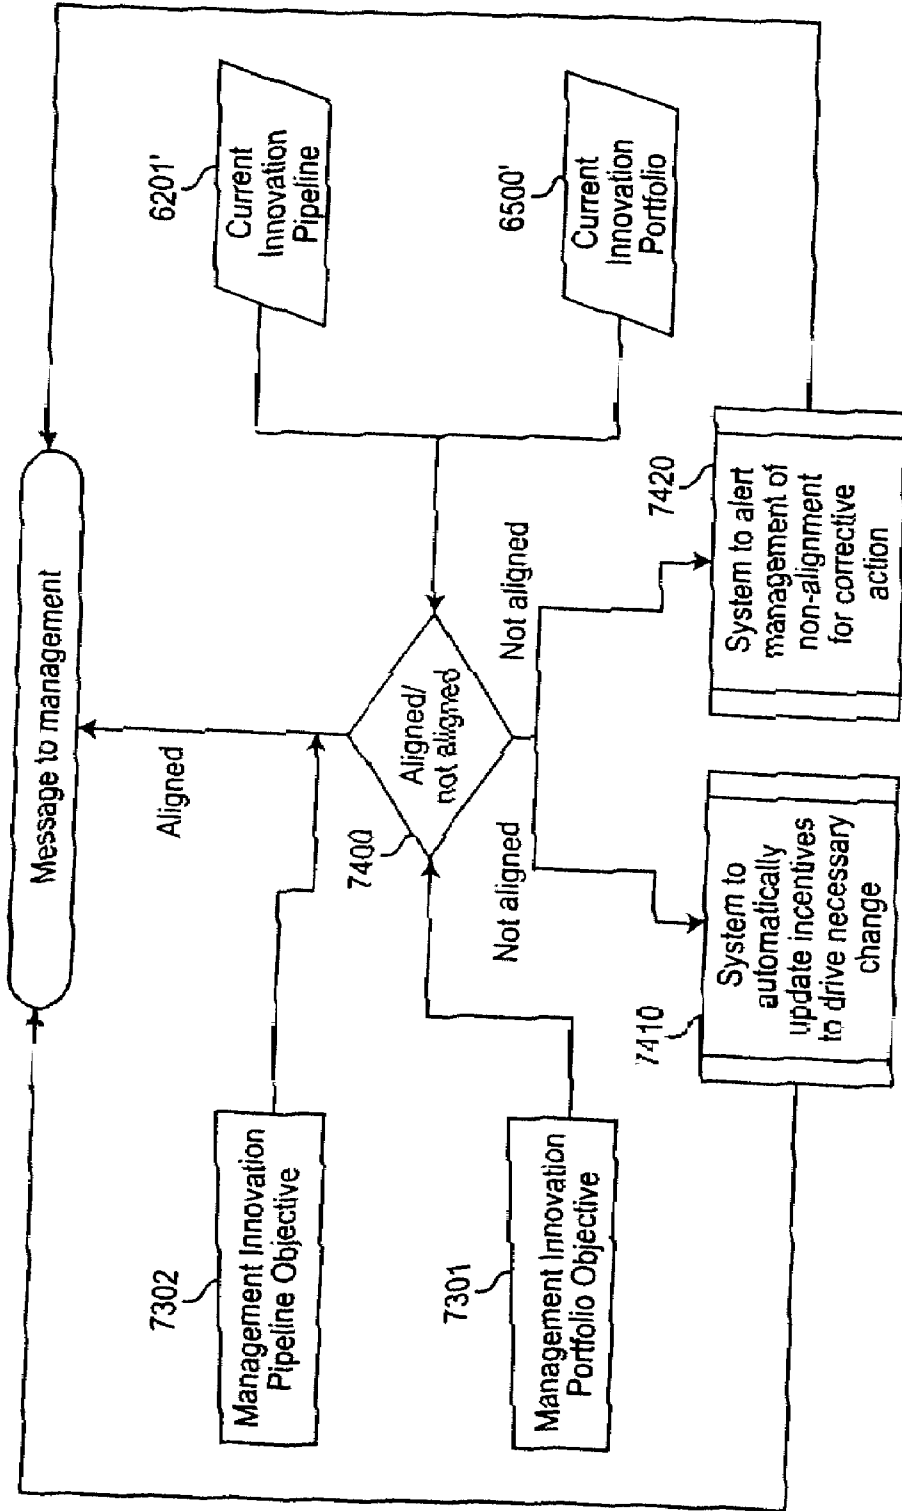 Message to management
Aligned
7302
Management Innovation
Pipeline Objective
7301
Management Innovation
Portfolio Objective
7400
Aligned/
not aligned
Not aligned
Not aligned
6201'
Current
Innovation
Pipeline
6500'
Current
Innovation
Portfolio
7410
System to
automatically
update incentives
to drive necessary
change
7420
System to alert
management of
non-alignment
for corrective
action